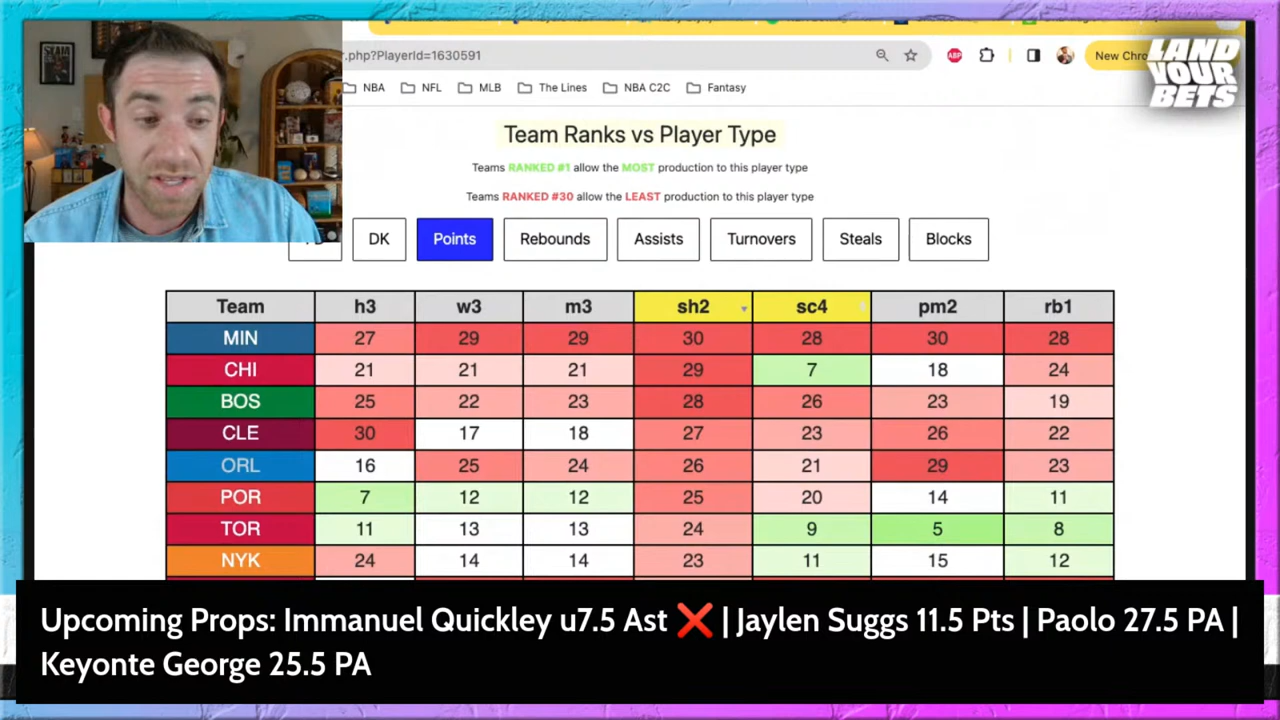 .php?PlayerId=1630591
ABP
New Chro
LAND
YOUR
BETS
NBA NFL MLB The Lines NBA C2C Fantasy
SLAM
Team Ranks vs Player Type
Teams RANKED #1 allow the MOST production to this player type
Teams RANKED #30 allow the LEAST production to this player type
DK Points Rebounds Assists Turnovers Steals Blocks
Team h3 w3 m3 sh2 sc4 pm2 rb1
MIN 27 29 29 30 28 30 28
CHI 21 21 21 29 7 18 24
BOS 25 22 23 28 26 23 19
CLE 30 17 18 27 23 26 22
ORL 16 25 24 26 21 29 23
POR 7 12 12 25 20 14 11
TOR 11 13 13 24 9 5 8
NYK 24 14 14 23 11 15 12
Upcoming Props: Immanuel Quickley u7.5 Ast ❌ | Jaylen Suggs 11.5 Pts | Paolo 27.5 PA |
Keyonte George 25.5 PA